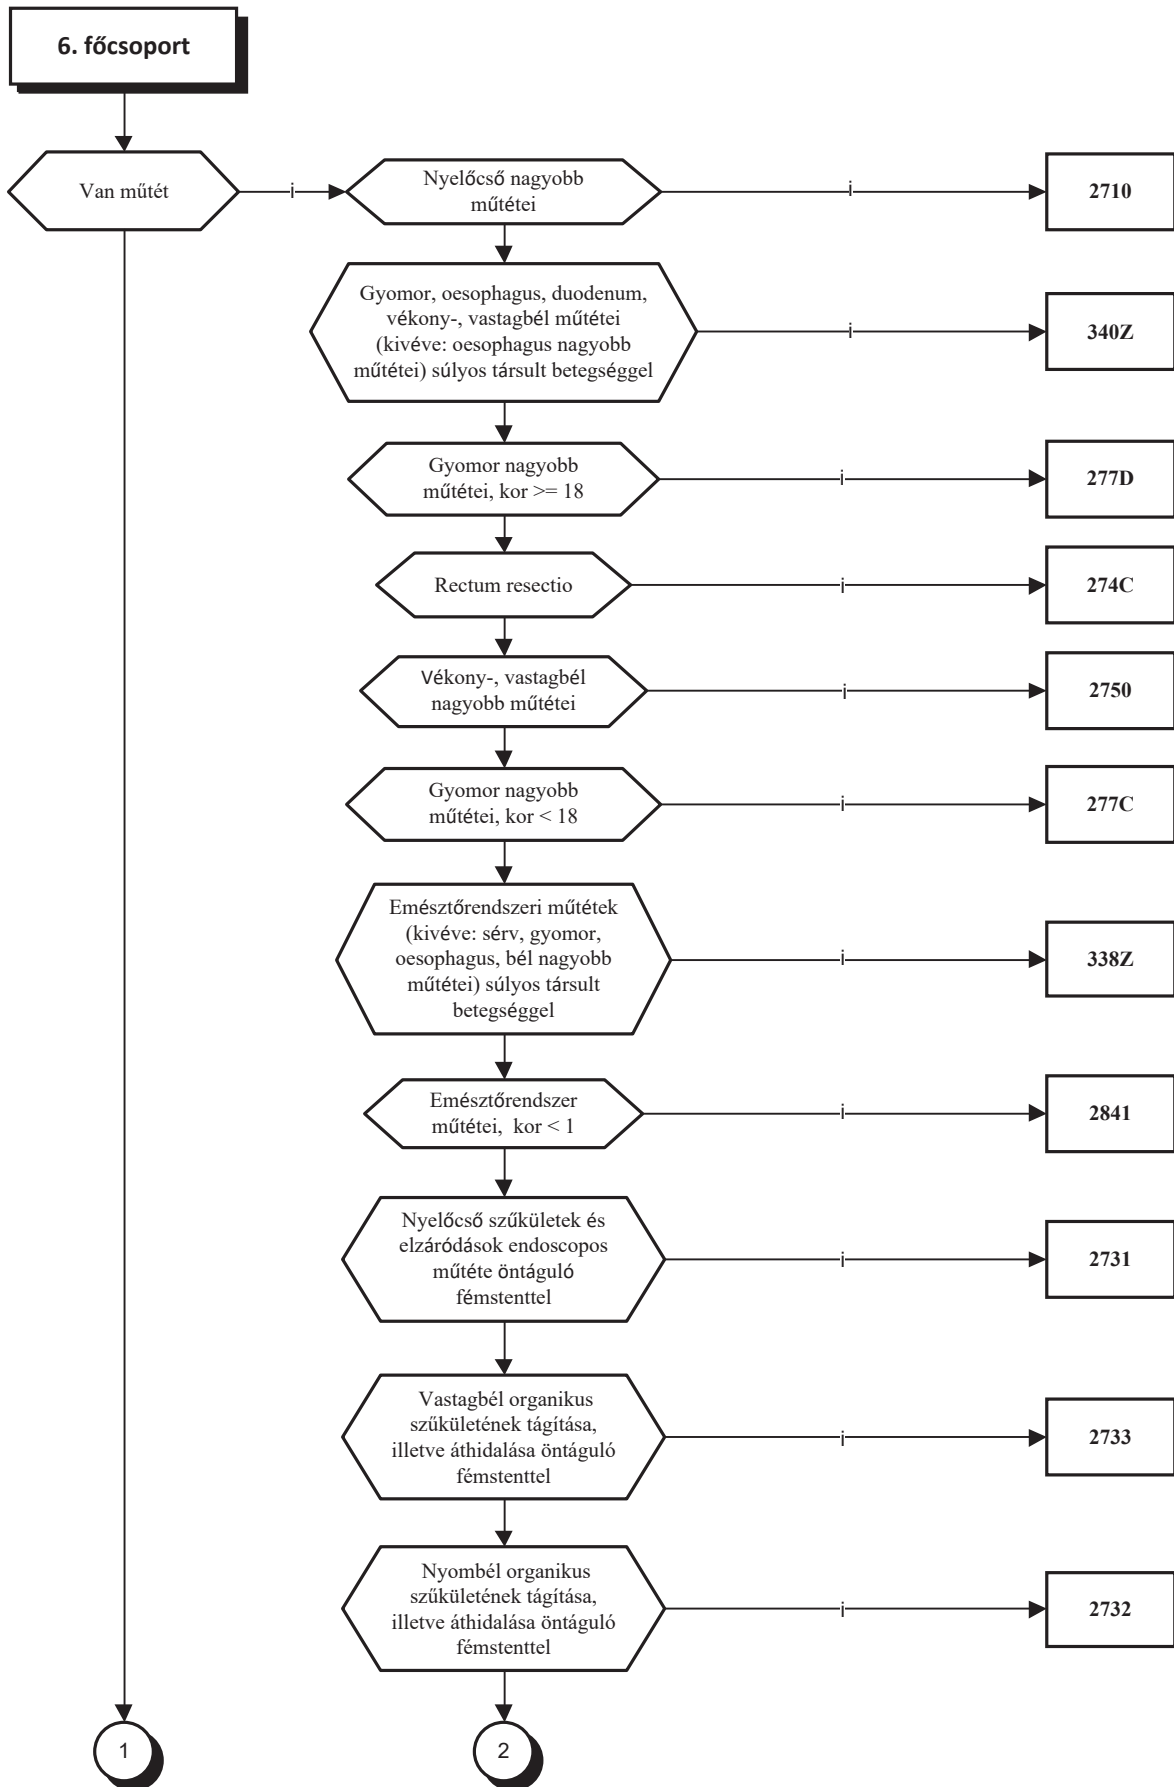 6. főcsoport
Van műtét
i
Nyelőcső nagyobb
műtétei
i
2710
Gyomor, oesophagus, duodenum,
vékony-, vastagbél műtétei
(kivéve: oesophagus nagyobb
műtétei) súlyos társult betegséggel
i
340Z
Gyomor nagyobb
műtétei, kor >= 18
i
277D
Rectum resectio
i
274C
Vékony-, vastagbél
nagyobb műtétei
i
2750
Gyomor nagyobb
műtétei, kor < 18
i
277C
Emésztőrendszeri műtétek
(kivéve: sérv, gyomor,
oesophagus, bél nagyobb
műtétei) súlyos társult
betegséggel
i
338Z
Emésztőrendszer
műtétei, kor < 1
i
2841
Nyelőcső szűkületek és
elzáródások endoscopos
műtéte öntáguló
fémstenttel
i
2731
Vastagbél organikus
szűkületének tágítása,
illetve áthidalása öntáguló
fémstenttel
i
2733
Nyombél organikus
szűkületének tágítása,
illetve áthidalása öntáguló
fémstenttel
i
2732
1
2